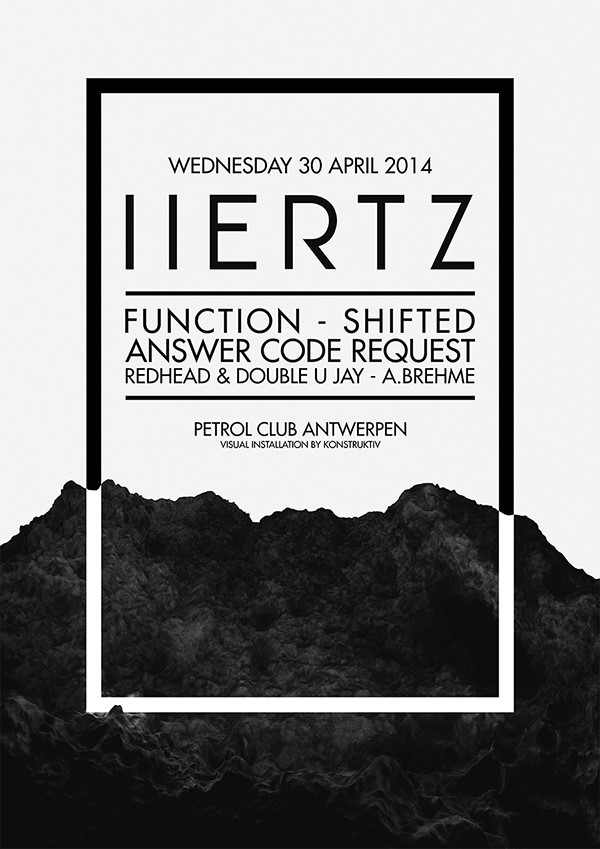 WEDNESDAY 30 APRIL 2014
HERTZ
FUNCTION - SHIFTED
ANSWER CODE REQUEST
REDHEAD & DOUBLE U JAY - A.BREHME
PETROL CLUB ANTWERPEN
VISUAL INSTALLATION BY KONSTRUKTIV